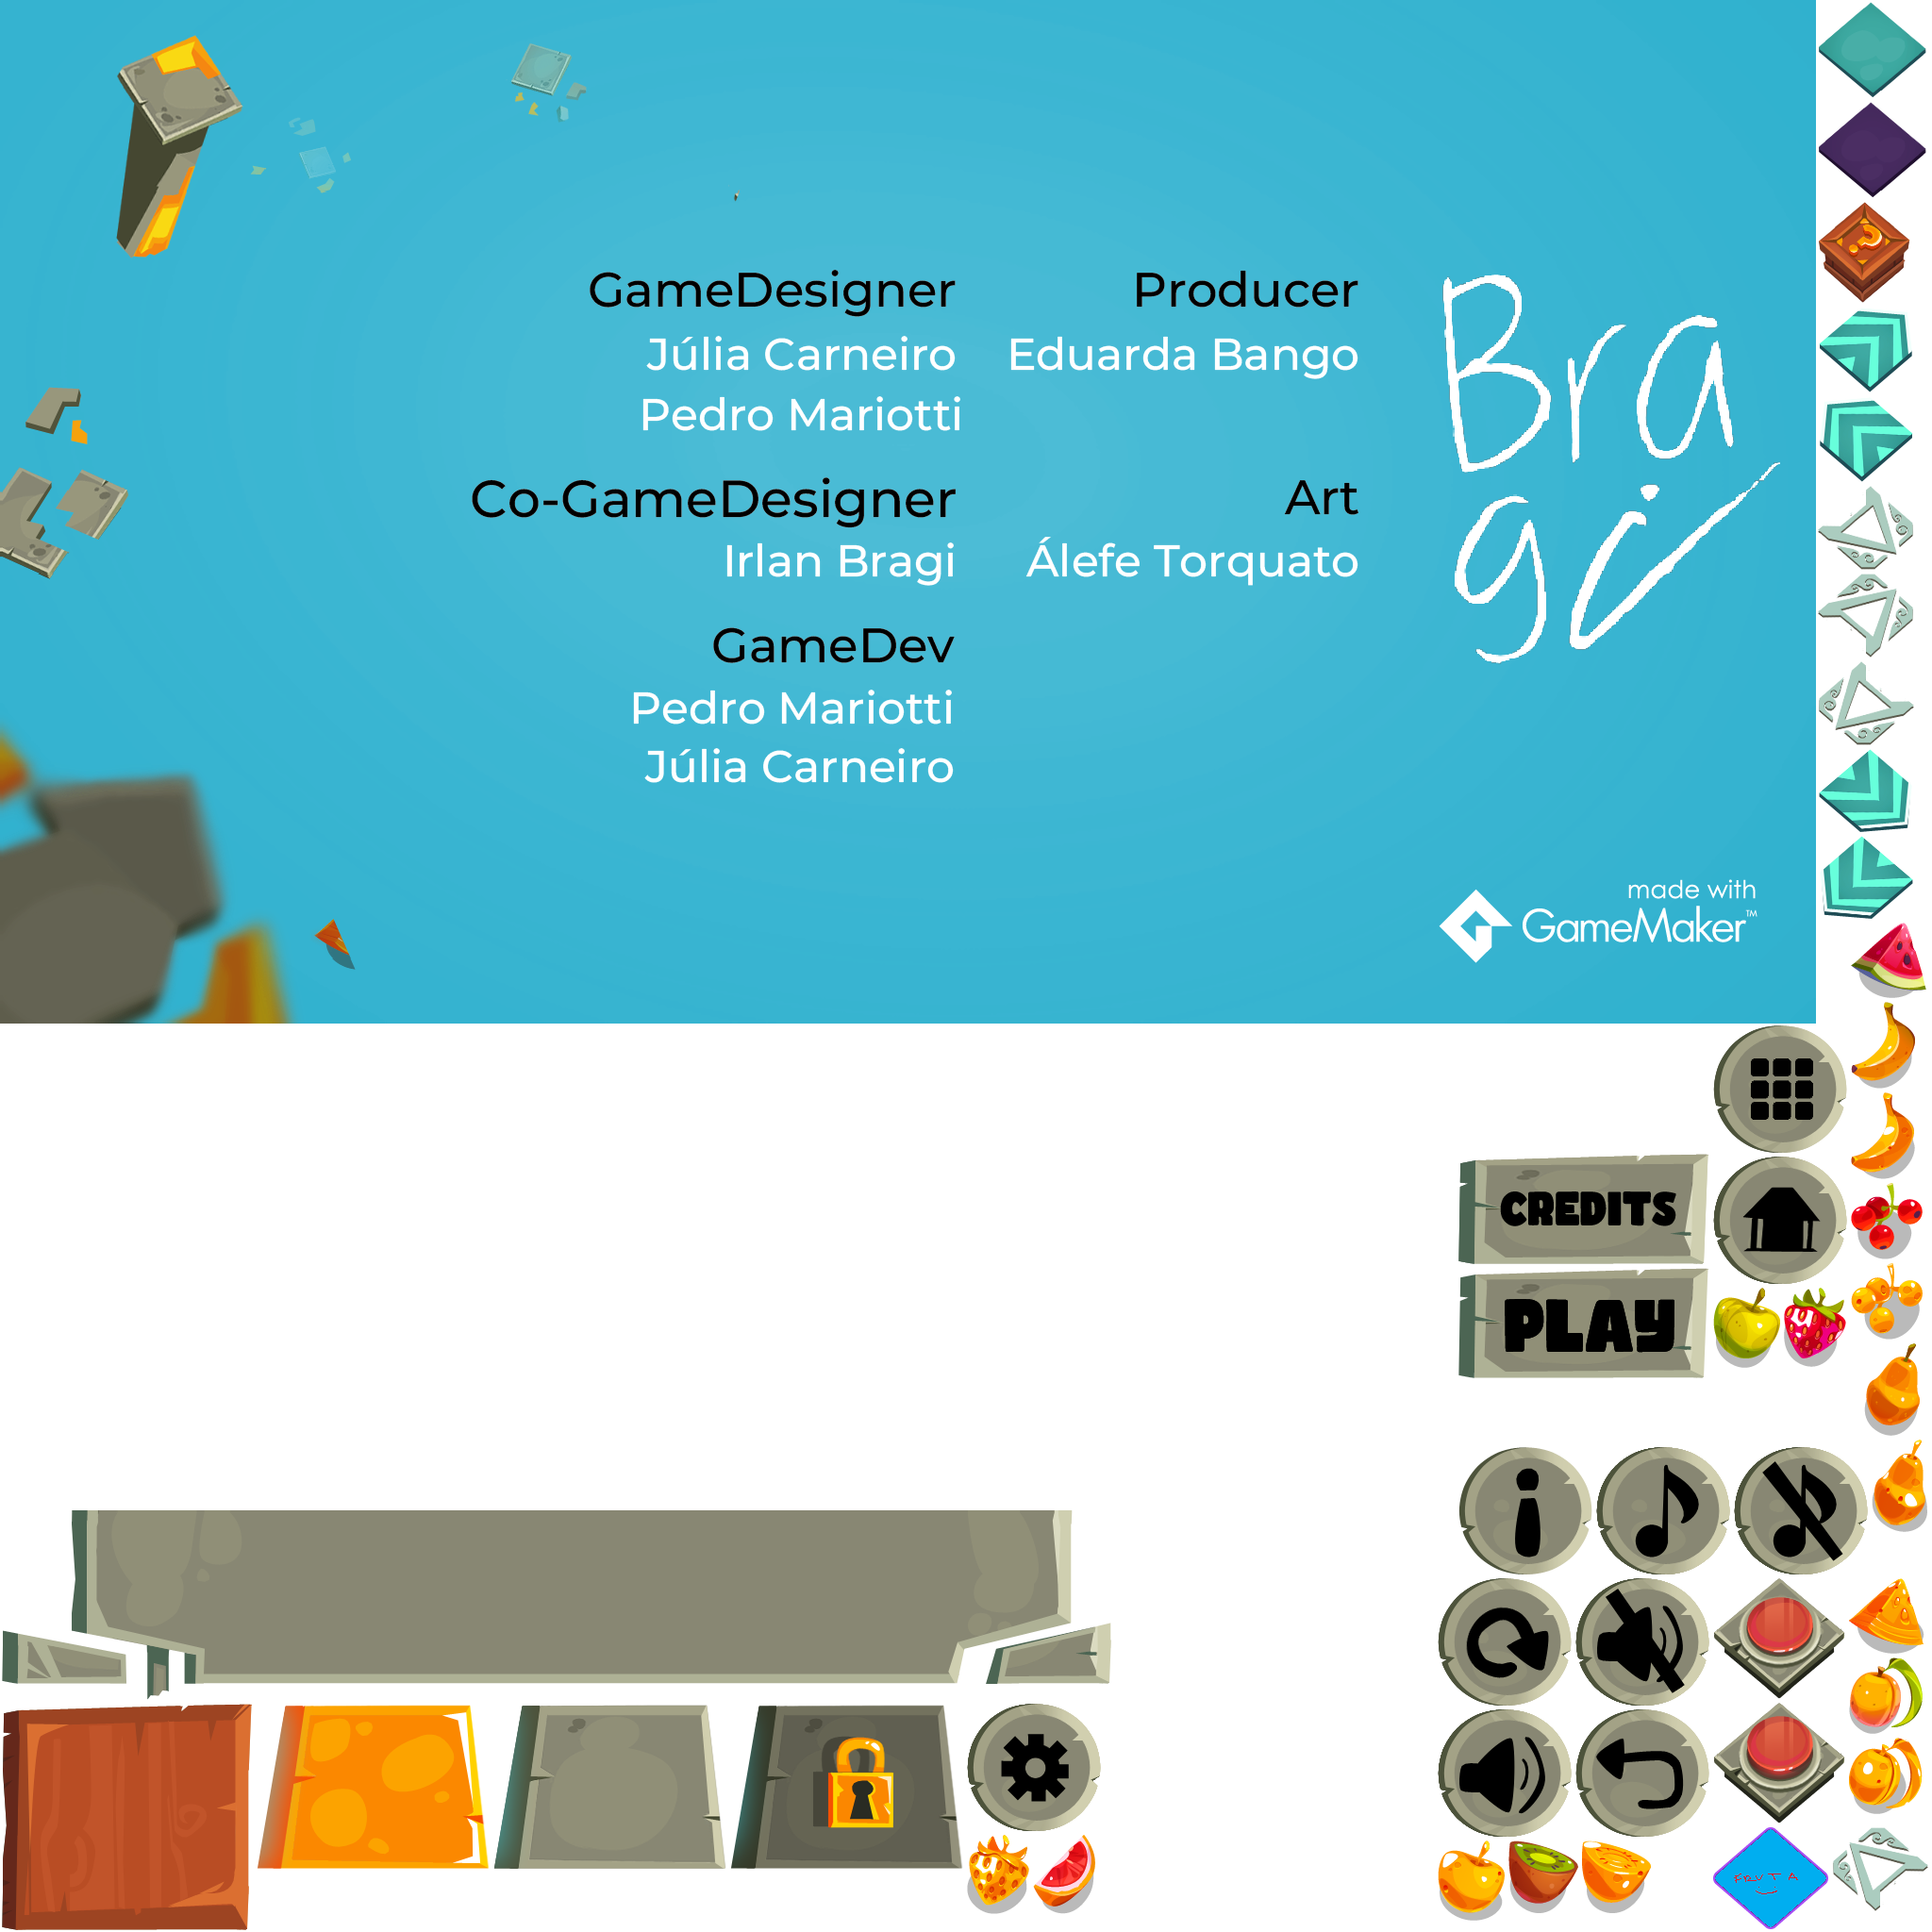 GameDesigner
Júlia Carneiro
Pedro Mariotti
Co-GameDesigner
Irlan Bragi
GameDev
Pedro Mariotti
Júlia Carneiro
Producer
Eduarda Bango
Art
Álefe Torquato
Bra
gi
made with
GameMaker™
?
CREDITS
PLAY
i
FRUTA